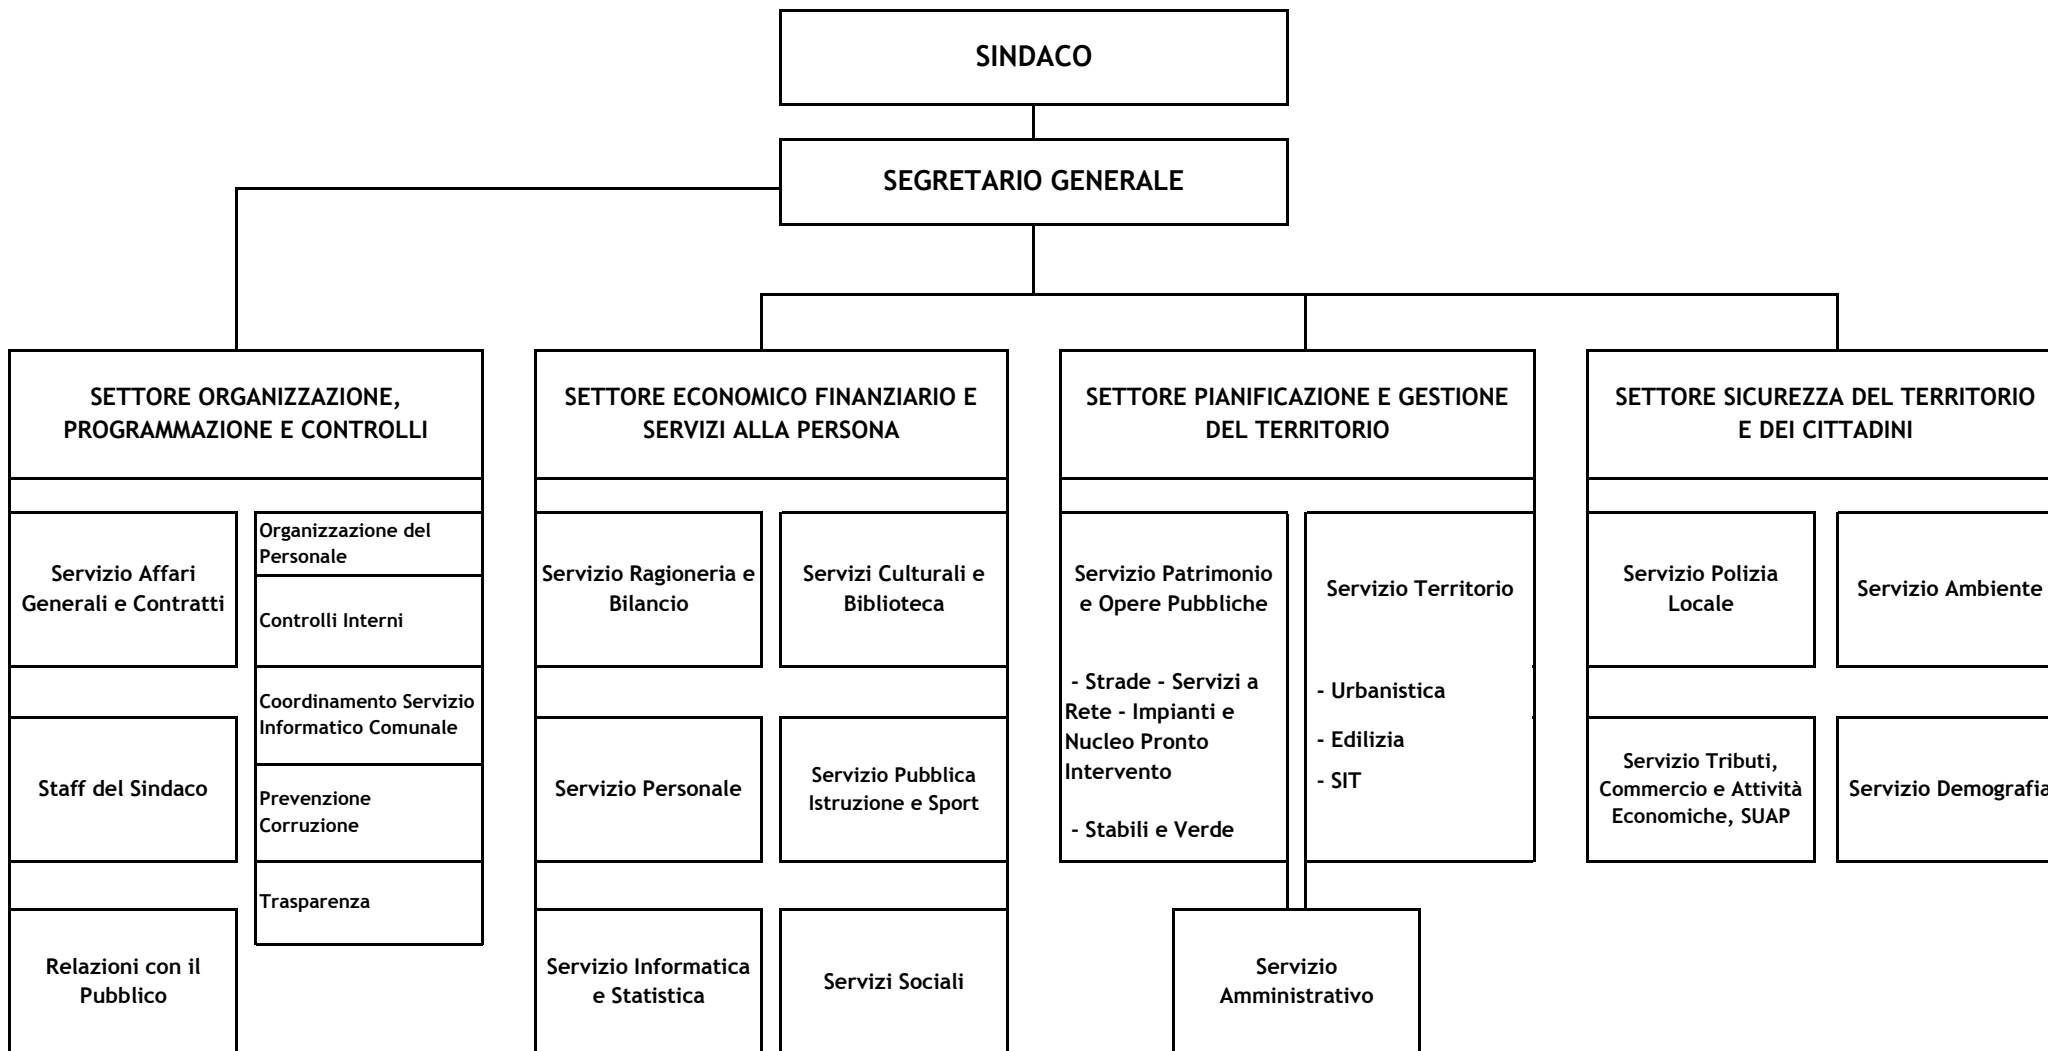 SINDACO
SEGRETARIO GENERALE
SETTORE ORGANIZZAZIONE,
PROGRAMMAZIONE E CONTROLLI
Servizio Affari
Generali e Contratti
Staff del Sindaco
Relazioni con il
Pubblico
Organizzazione del
Personale
Controlli Interni
Coordinamento Servizio
Informatico Comunale
Prevenzione
Corruzione
Trasparenza
SETTORE ECONOMICO FINANZIARIO E
SERVIZI ALLA PERSONA
Servizio Ragioneria e
Bilancio
Servizi Culturali e
Biblioteca
Servizio Personale
Servizio Pubblica
Istruzione e Sport
Servizio Informatica
e Statistica
Servizi Sociali
SETTORE PIANIFICAZIONE E GESTIONE
DEL TERRITORIO
Servizio Patrimonio
e Opere Pubbliche
- Strade - Servizi a
Rete - Impianti e
Nucleo Pronto
Intervento
- Stabili e Verde
Servizio Territorio
- Urbanistica
- Edilizia
- SIT
Servizio
Amministrativo
SETTORE SICUREZZA DEL TERRITORIO
E DEI CITTADINI
Servizio Polizia
Locale
Servizio Ambiente
Servizio Tributi,
Commercio e Attività
Economiche, SUAP
Servizio Demografia